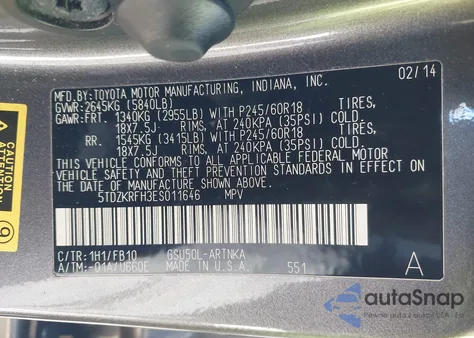 MFD.BY:TOYOTA MOTOR MANUFACTURING, INDIANA, INC.
02/14
GVWR:2645KG (5840LB)
GAWR:FRT. 1340KG (2955LB)WITH P245/60R18 TIRES,
18X7.5J- RIMS, AT 240KPA (35PSI) COLD.
RR. 1545KG (3415LB)WITH P245/60R18 TIRES,
18X7.5J- RIMS, AT 240KPA (35PSI) COLD.
THIS VEHICLE CONFORMS TO ALL APPLICABLE FEDERAL MOTOR
VEHICLE SAFETY STANDARDS IN EFFECT ON
THE DATE OF MANUFACTURE SHOWN ABOVE.
5TDZKRFH3ES011646 MPV
C/TR:1H1/FB10 GSU50L-ARTNKA
A/TM:-01A/U660E MADE IN U.S.A. 551 A
CAUTION
ATTENTION
autoSnap